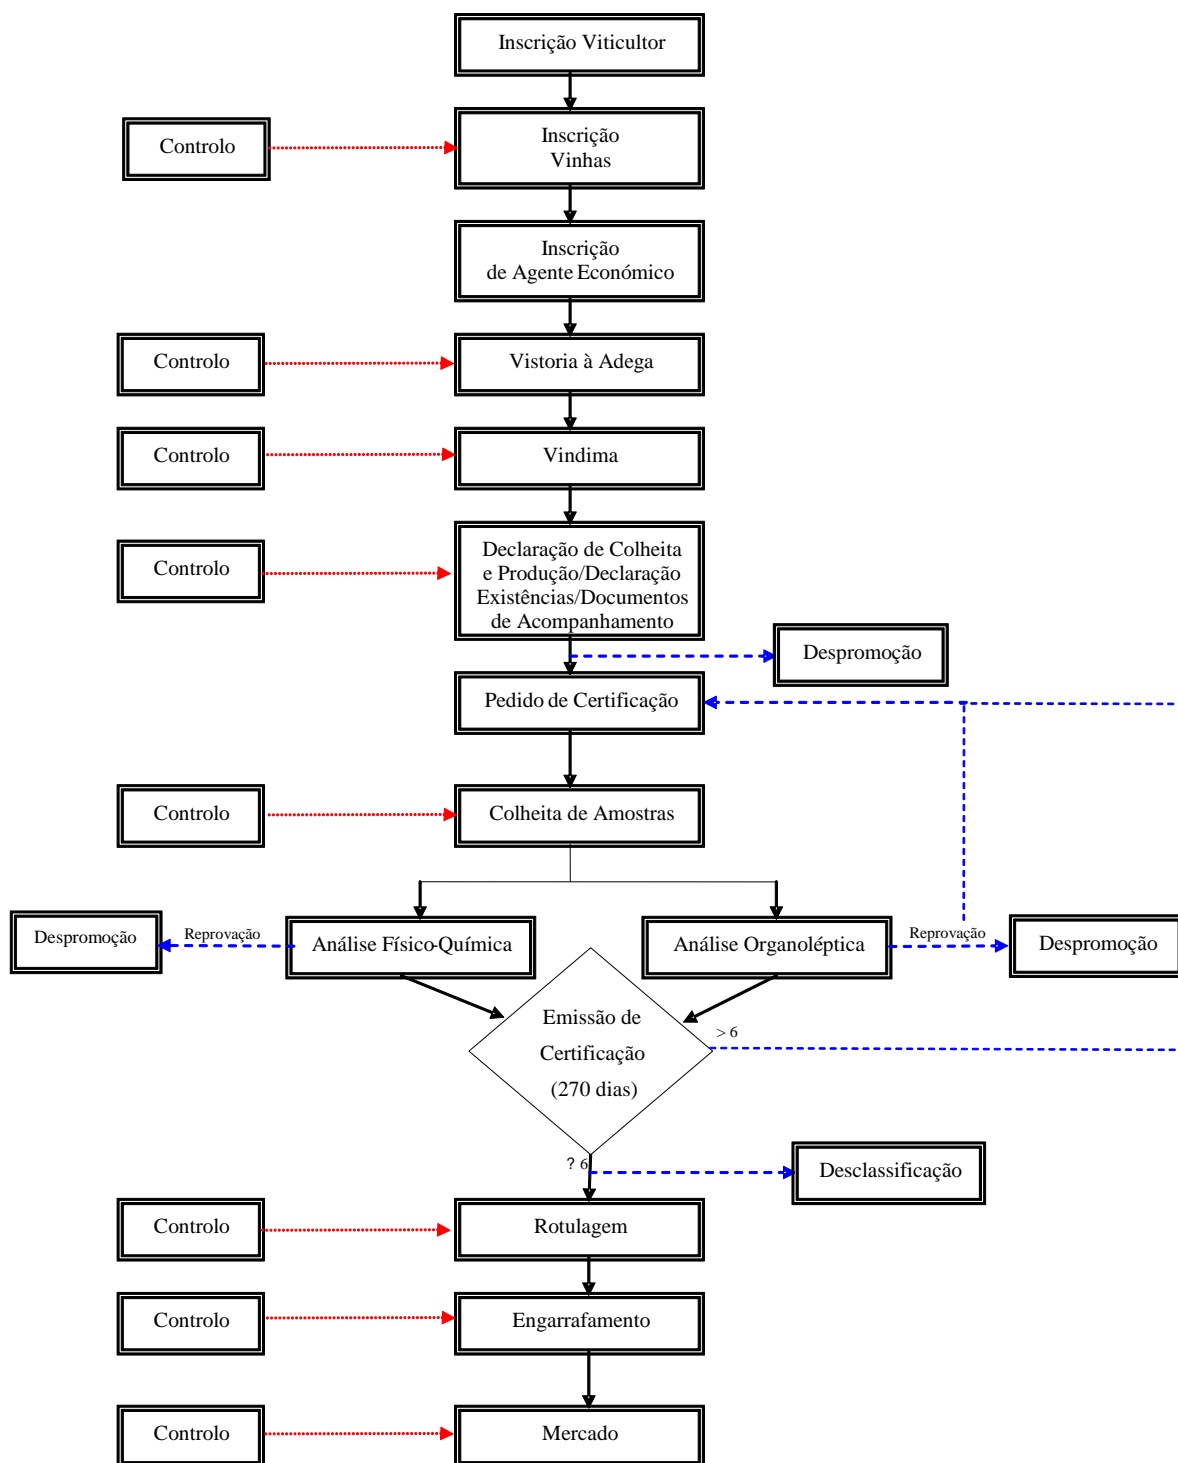 Inscrição Viticultor
Controlo
Inscrição
Vinhas
Inscrição
de Agente Económico
Controlo
Vistoria à Adega
Controlo
Vindima
Controlo
Declaração de Colheita
e Produção/Declaração
Existências/Documentos
de Acompanhamento
Despromoção
Pedido de Certificação
Controlo
Colheita de Amostras
Despromoção
Reprovação
Análise Físico-Química
Análise Organoléptica
Reprovação
Despromoção
Emissão de
Certificação
(270 dias)
> 6
? 6
Desclassificação
Controlo
Rotulagem
Controlo
Engarrafamento
Controlo
Mercado